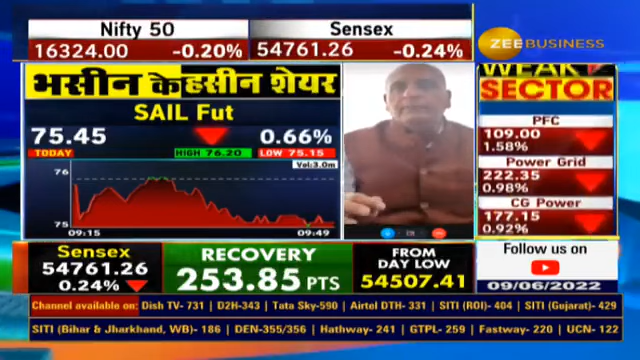 Nifty 50
16324.00 -0.20%
Sensex
54761.26 -0.24%
ZEE BUSINESS
भसीन के हसीन शेयर
SAIL Fut
75.45 0.66%
TODAY HIGH 76.20 LOW 75.15
Vol:3.0m
76
75
09:15 09:49
WEAK
SECTOR
PFC
109.00
1.58%
Power Grid
222.35
0.98%
CG Power
177.15
0.92%
Sensex
54761.26
0.24%
RECOVERY
253.85 PTS
FROM
DAY LOW
54507.41
Follow us on
09/06/2022
Channel available on: Dish TV- 731 | D2H-343 | Tata Sky-590 | Airtel DTH- 331 | SITI (ROI)- 404 | SITI (Gujarat)- 429
SITI (Bihar & Jharkhand, WB)- 186 | DEN-355/356 | Hathway- 241 | GTPL- 259 | Fastway- 220 | UCN- 122